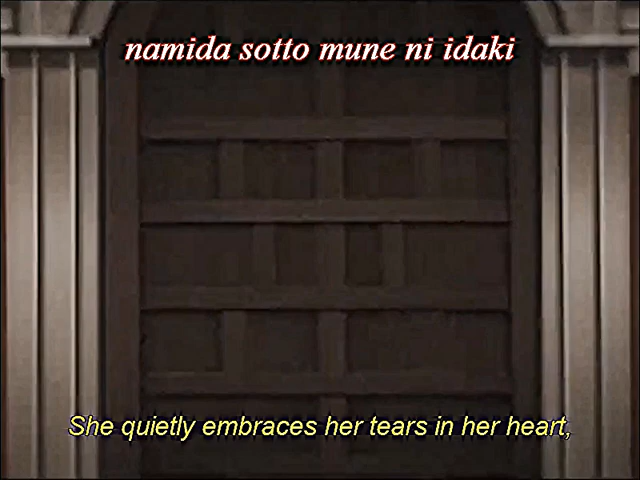 namida sotto mune ni idaki
She quietly embraces her tears in her heart,